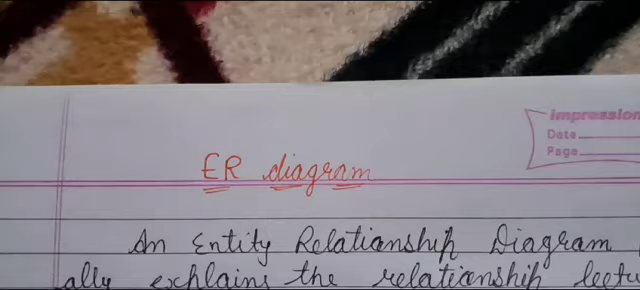 Impression
Date
Page
ER diagram
An Entity Relationship Diagram
ally explains the relationship